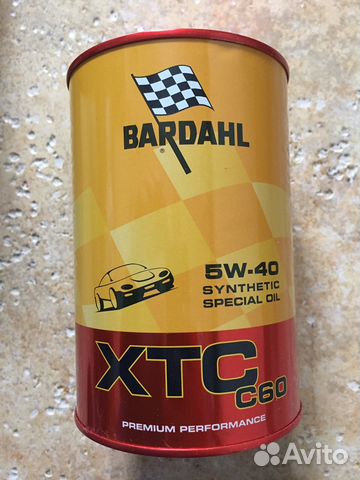 BARDAHL
5W-40
SYNTHETIC
SPECIAL OIL
XTC C60
PREMIUM PERFORMANCE
Avito